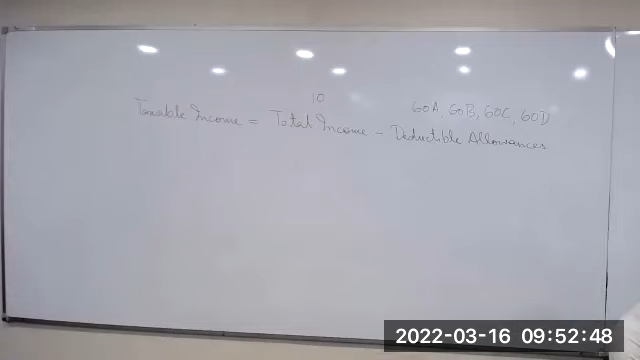 10 60A, 60B, 60C, 60D
Taxable Income = Total Income - Deductible Allowances
2022-03-16 09:52:48